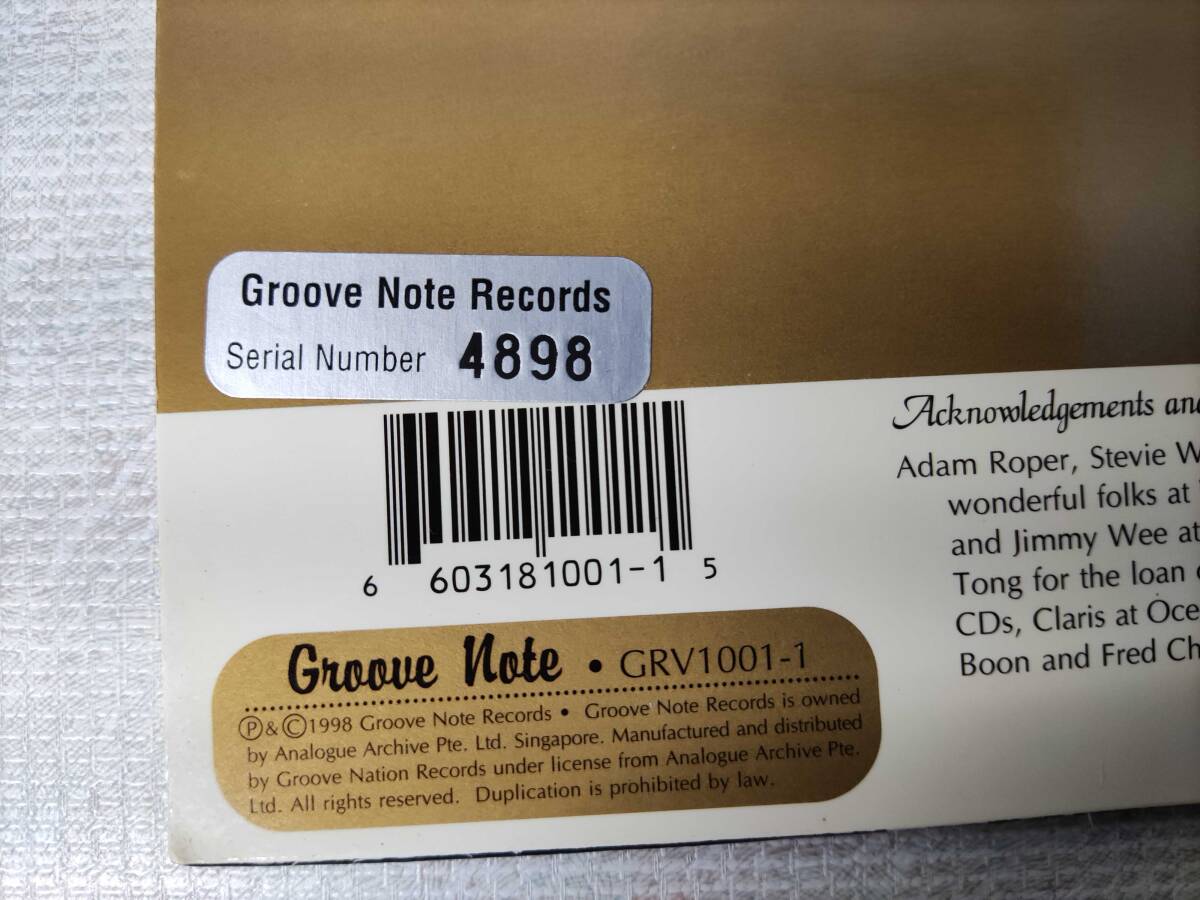 Groove Note Records
Serial Number 4898
6 603181001-1 5
Groove Note • GRV1001-1
Ⓟ&©1998 Groove Note Records • Groove Note Records is owned
by Analogue Archive Pte. Ltd. Singapore. Manufactured and distributed
by Groove Nation Records under license from Analogue Archive Pte.
Ltd. All rights reserved. Duplication is prohibited by law.
Acknowledgements
Adam Roper, Stevie
wonderful folks at
and Jimmy Wee at
Tong for the loan
CDs, Claris at
Boon and Fred